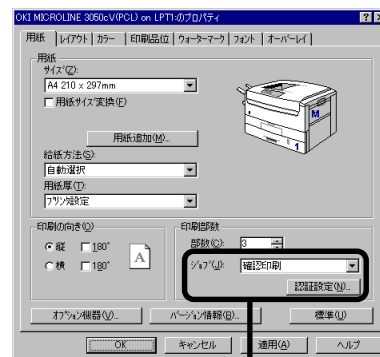 OKI MICROLINE 3050cV(PCL) on LPT1:のプロパティ
用紙 レイアウト カラー 印刷品位 ウォーターマーク フォント オーバーレイ
用紙
サイズ(Z):
A4 210 x 297mm
用紙サイズ変換(F)
用紙追加(M)...
給紙方法(S):
自動選択
用紙厚(T):
プリンタ設定
M
1
印刷の向き(O)
縦 180°
横 180°
A
印刷部数
部数(C): 3
ジョブ(J): 確認印刷
認証設定(N)...
オプション機器(V)... バージョン情報(B)... 標準(U)
OK キャンセル 適用(A) ヘルプ